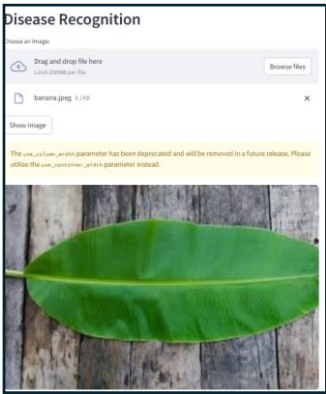 Disease Recognition
Choose an Image:
Drag and drop file here
Limit 200MB per file
Browse files
banana.jpeg 8.1KB
Show Image
The use_column_width parameter has been deprecated and will be removed in a future release. Please
utilize the use_container_width parameter instead.